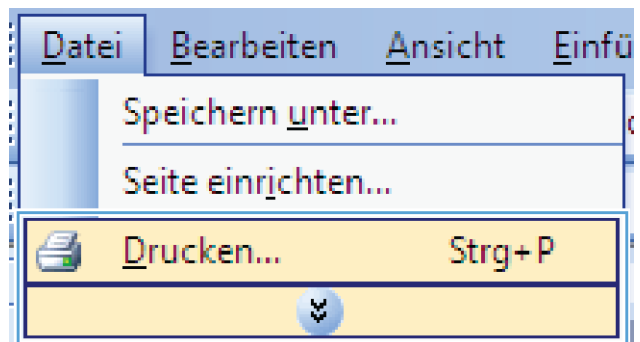 Datei Bearbeiten Ansicht Einfü
Speichern unter...
Seite einrichten...
Drucken... Strg+P